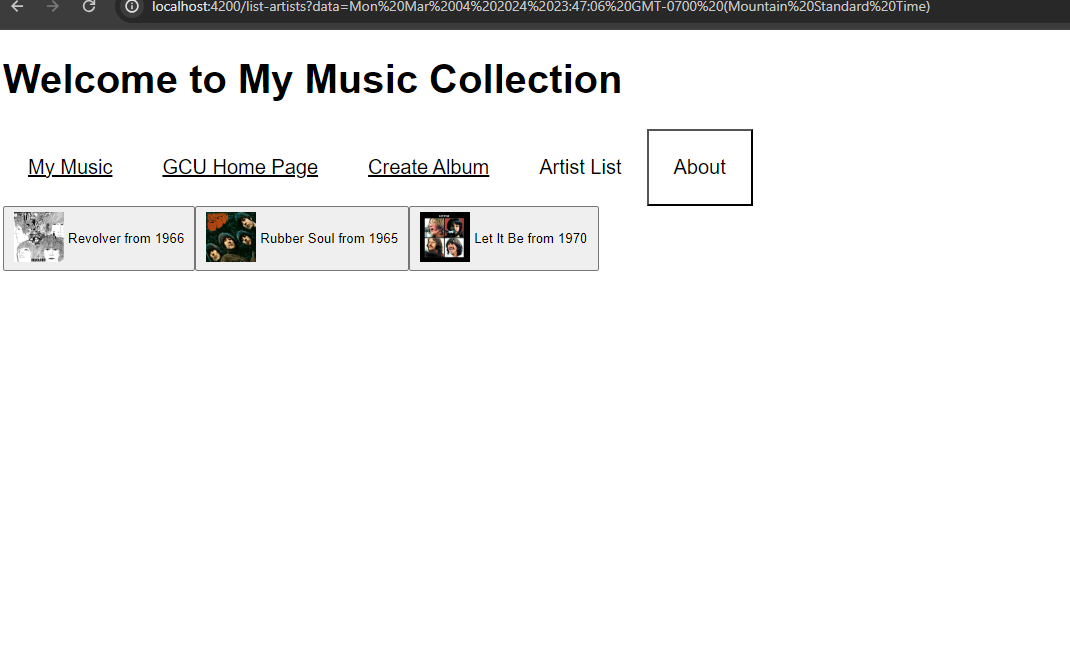 localhost:4200/list-artists?data=Mon%20Mar%2004%202024%2023:47:06%20GMT-0700%20(Mountain%20Standard%20Time)
Welcome to My Music Collection
My Music GCU Home Page Create Album Artist List About
Revolver from 1966 Rubber Soul from 1965 Let It Be from 1970